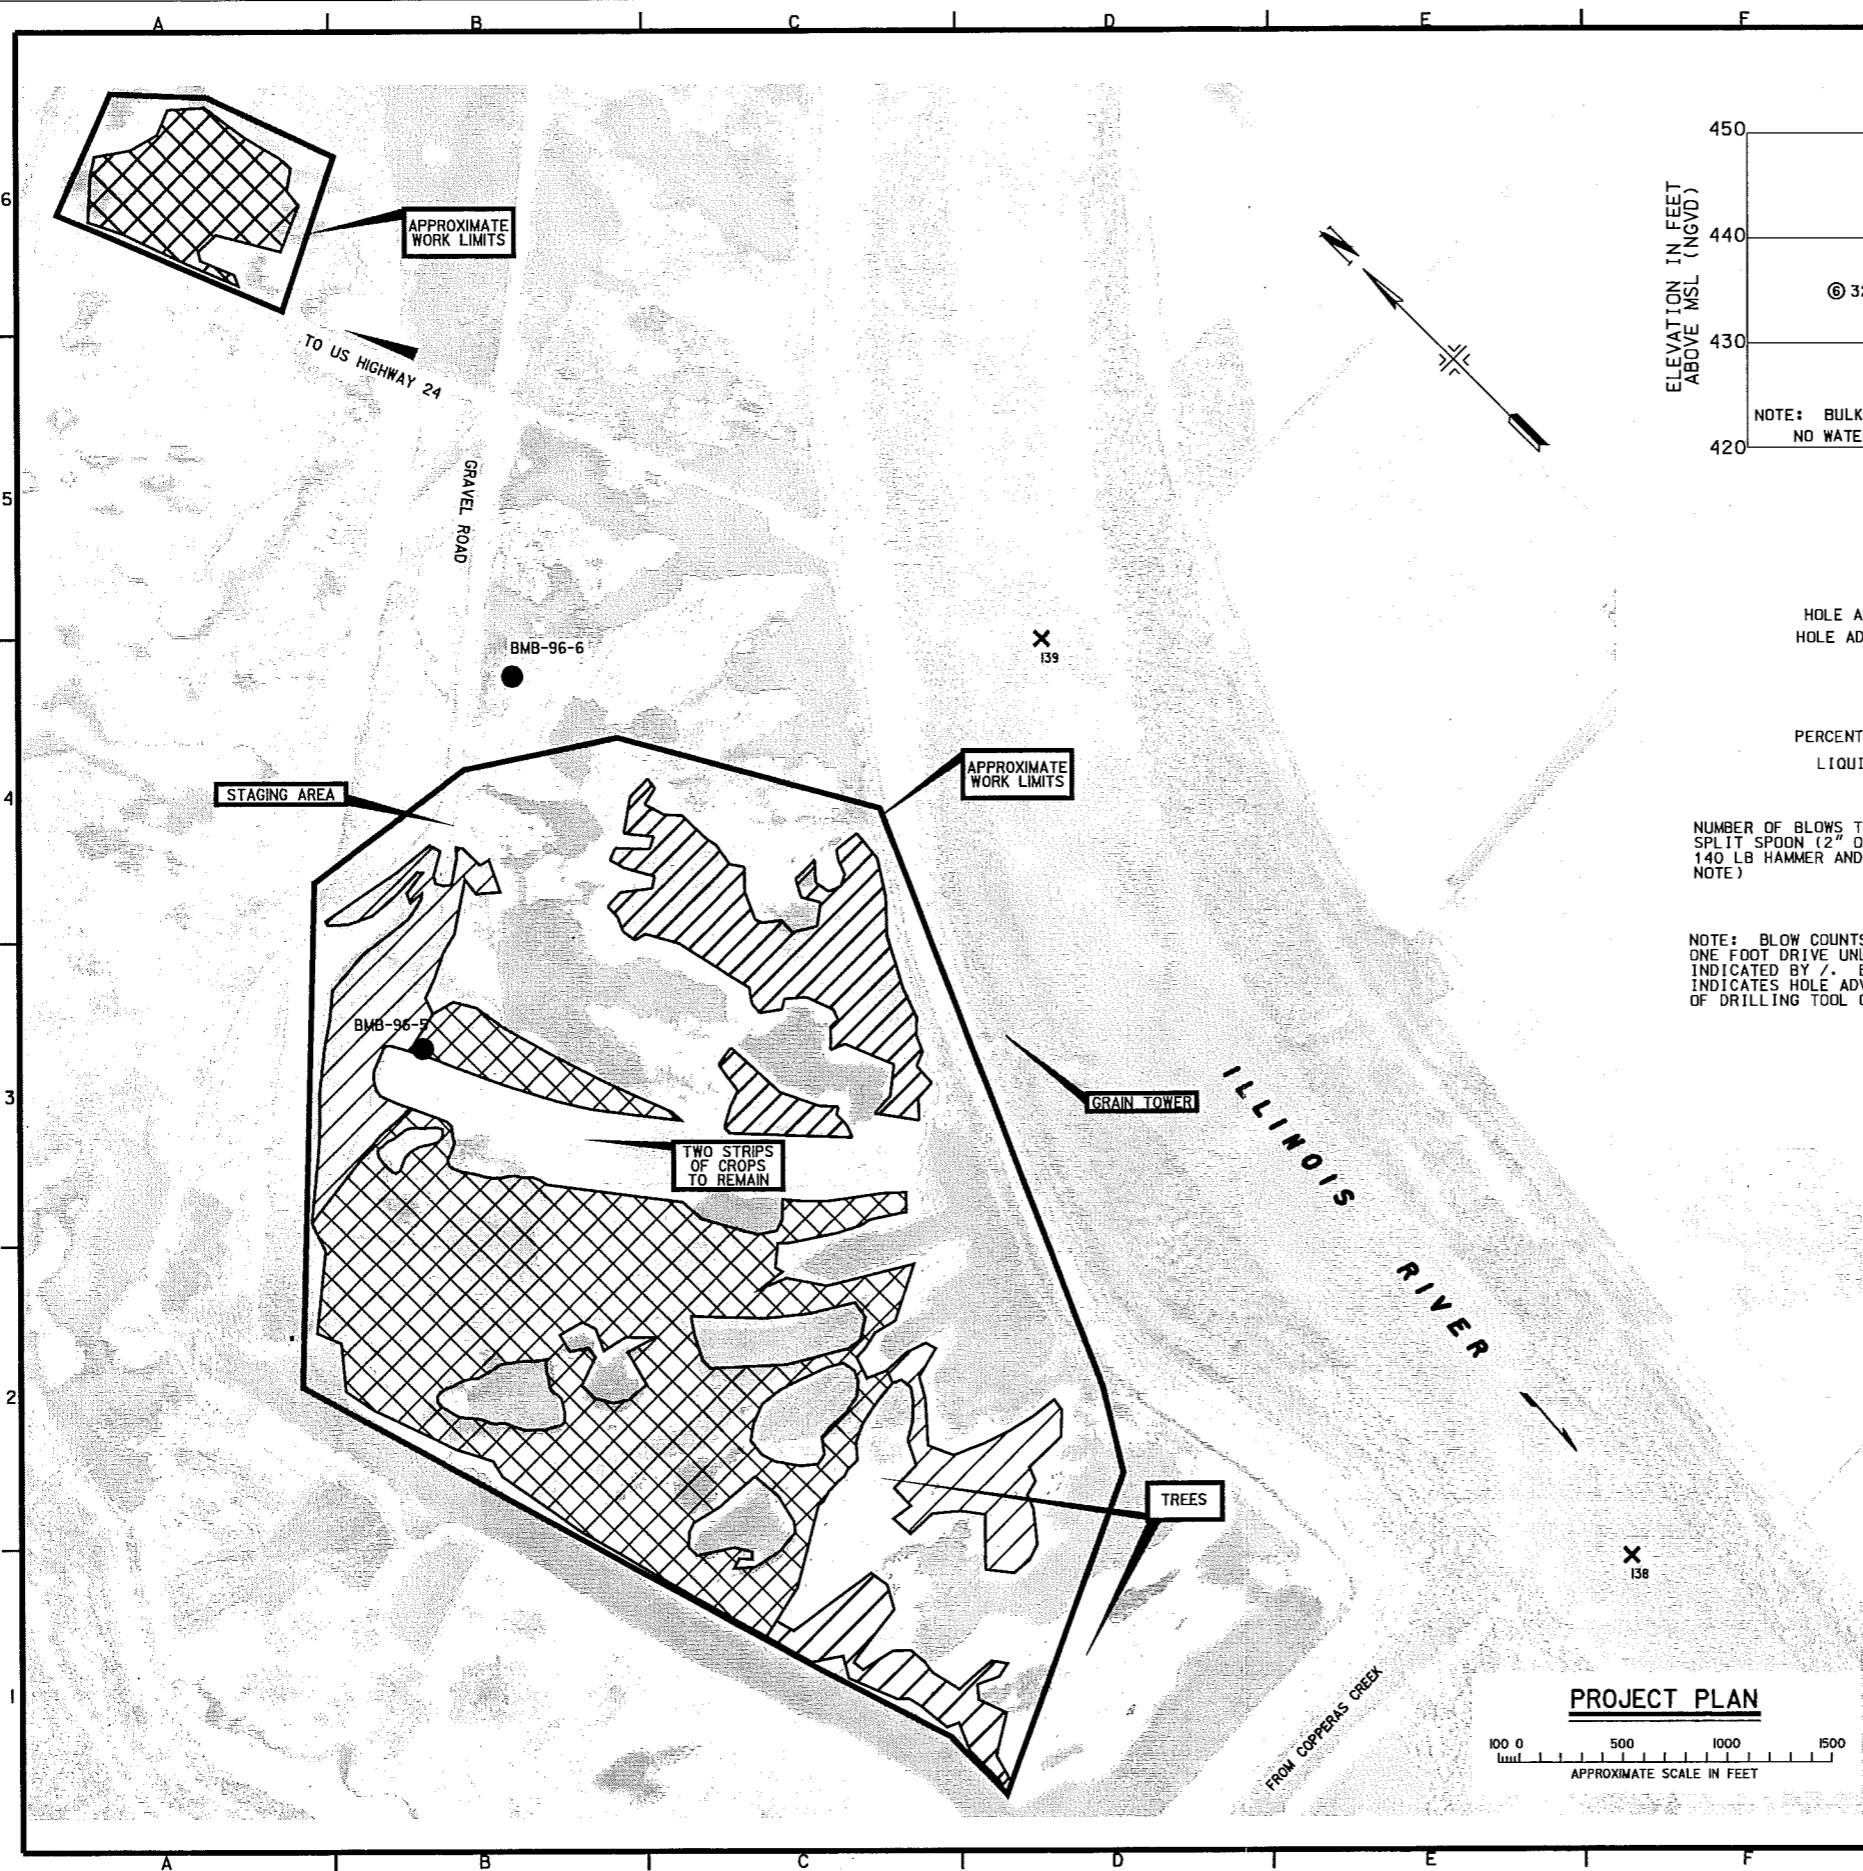 A B C D E F
6
5
4
3
2
1
APPROXIMATE
WORK LIMITS
TO US HIGHWAY 24
GRAVEL ROAD
BMB-96-6
139
STAGING AREA
APPROXIMATE
WORK LIMITS
BMB-96-5
GRAIN TOWER
TWO STRIPS
OF CROPS
TO REMAIN
ILLINOIS RIVER
TREES
138
FROM COPPERAS CREEK
N
ELEVATION IN FEET
ABOVE MSL (NGVD)
450
440
6 32
430
NOTE: BULK
NO WATE
420
HOLE A
HOLE AD
PERCENT
LIQUI
NUMBER OF BLOWS T
SPLIT SPOON (2" O
140 LB HAMMER AND
NOTE)
NOTE: BLOW COUNTS
ONE FOOT DRIVE UNL
INDICATED BY /. B
INDICATES HOLE ADV
OF DRILLING TOOL O
PROJECT PLAN
100 0 500 1000 1500
APPROXIMATE SCALE IN FEET
A B C D E F